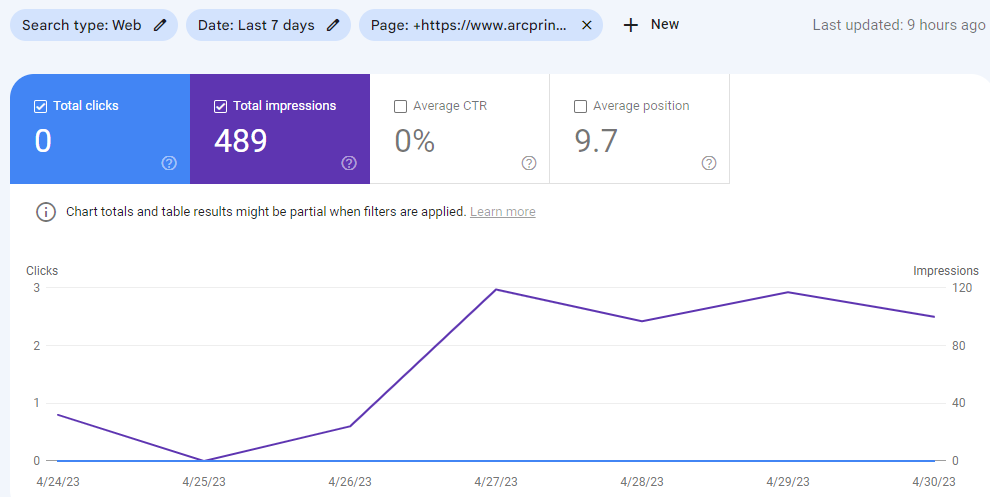 Search type: Web Date: Last 7 days Page: +https://www.arcprin... × + New Last updated: 9 hours ago
Total clicks Total impressions Average CTR Average position
0 489 0% 9.7
Chart totals and table results might be partial when filters are applied. Learn more
Clicks Impressions
3 120
2 80
1 40
0 0
4/24/23 4/25/23 4/26/23 4/27/23 4/28/23 4/29/23 4/30/23